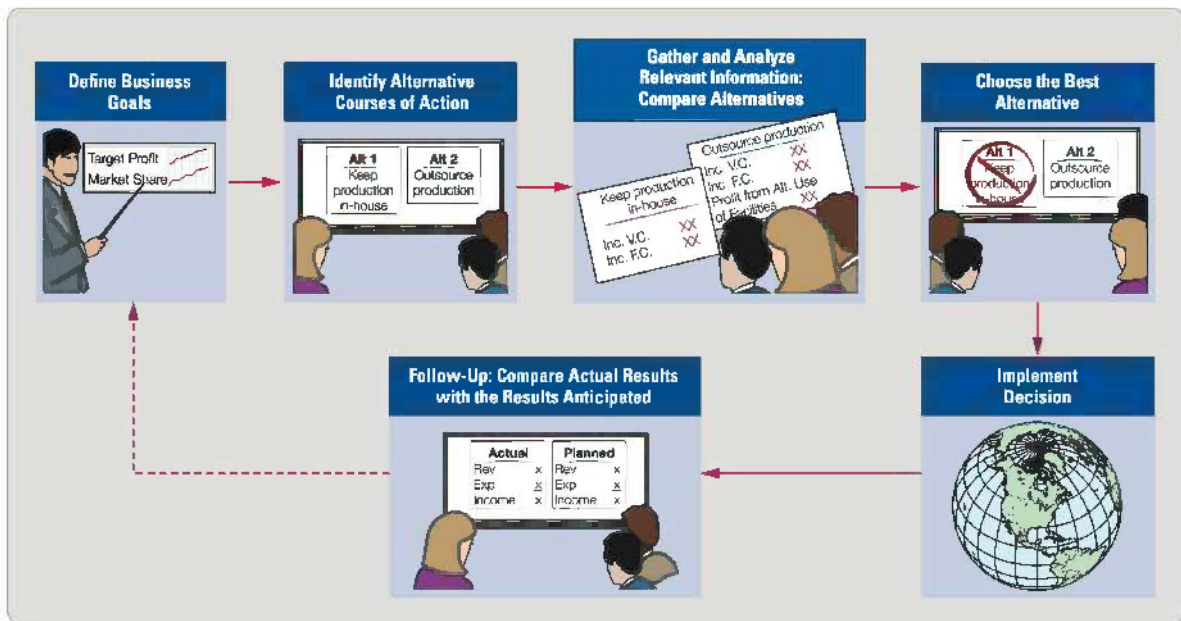 Define Business
Goals
Target Profit
Market Share
Identify Alternative
Courses of Action
Alt 1
Keep
production
in-house
Alt 2
Outsource
production
Gather and Analyze
Relevant Information:
Compare Alternatives
Keep production
in-house
Inc. V.C. XX
Inc. F.C. XX
Outsource production
Inc. V.C. XX
Inc. F.C. XX
Profit from Alt. Use
of Facilities XX
Choose the Best
Alternative
Alt 1
Keep
production
in-house
Alt 2
Outsource
production
Implement
Decision
Follow-Up: Compare Actual Results
with the Results Anticipated
Actual
Rev x
Exp x
Income x
Planned
Rev x
Exp x
Income x